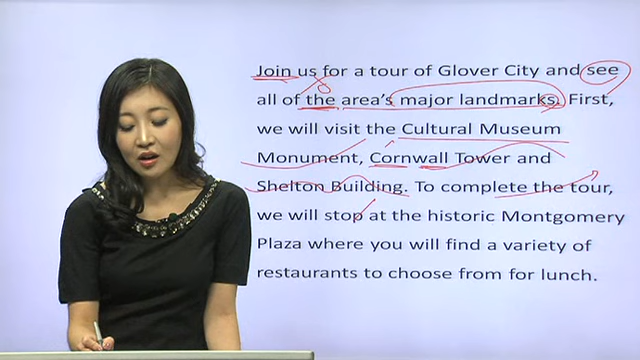 Join us for a tour of Glover City and see
all of the area's major landmarks. First,
we will visit the Cultural Museum
Monument, Cornwall Tower and
Shelton Building. To complete the tour,
we will stop at the historic Montgomery
Plaza where you will find a variety of
restaurants to choose from for lunch.